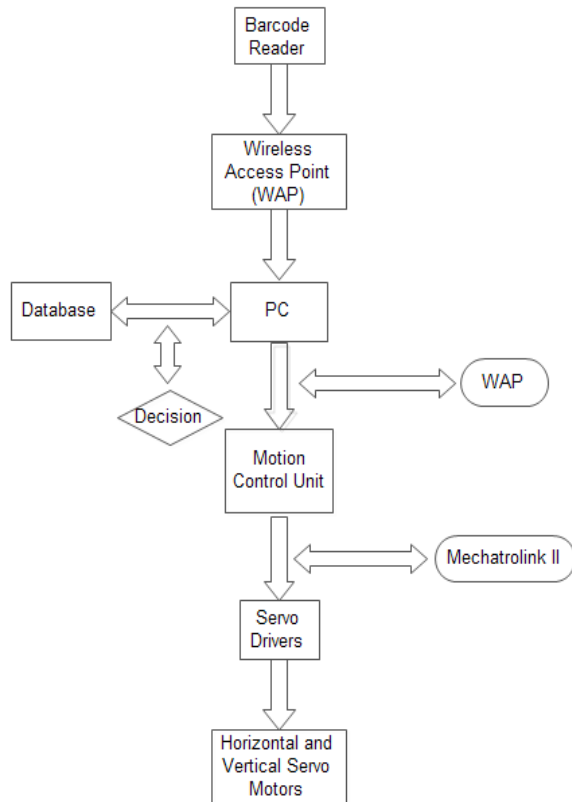 Barcode
Reader
Wireless
Access Point
(WAP)
Database
PC
Decision
WAP
Motion
Control Unit
Mechatrolink II
Servo
Drivers
Horizontal and
Vertical Servo
Motors